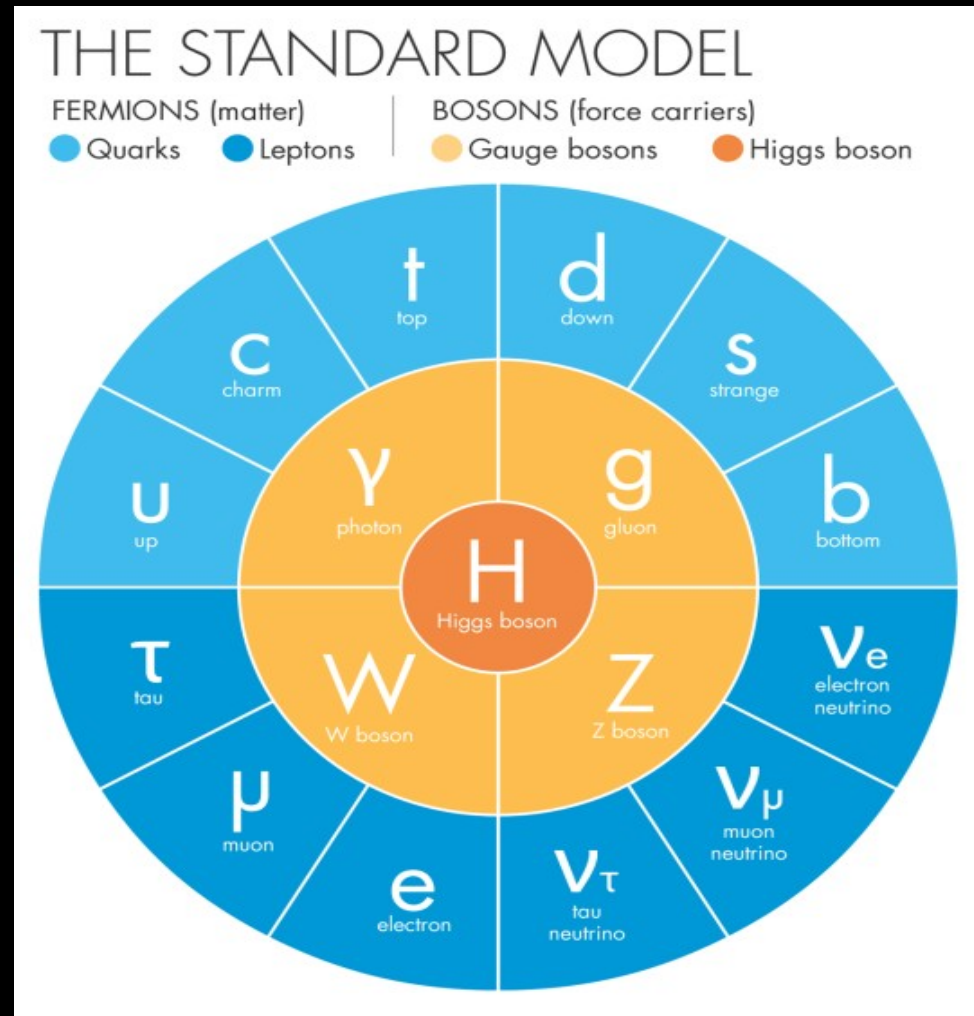 THE STANDARD MODEL
FERMIONS (matter)
BOSONS (force carriers)
Quarks
Leptons
Gauge bosons
Higgs boson
t
top
d
down
c
charm
s
strange
u
up
b
bottom
γ
photon
g
gluon
H
Higgs boson
W
W boson
Z
Z boson
τ
tau
νe
electron
neutrino
μ
muon
νμ
muon
neutrino
e
electron
ντ
tau
neutrino